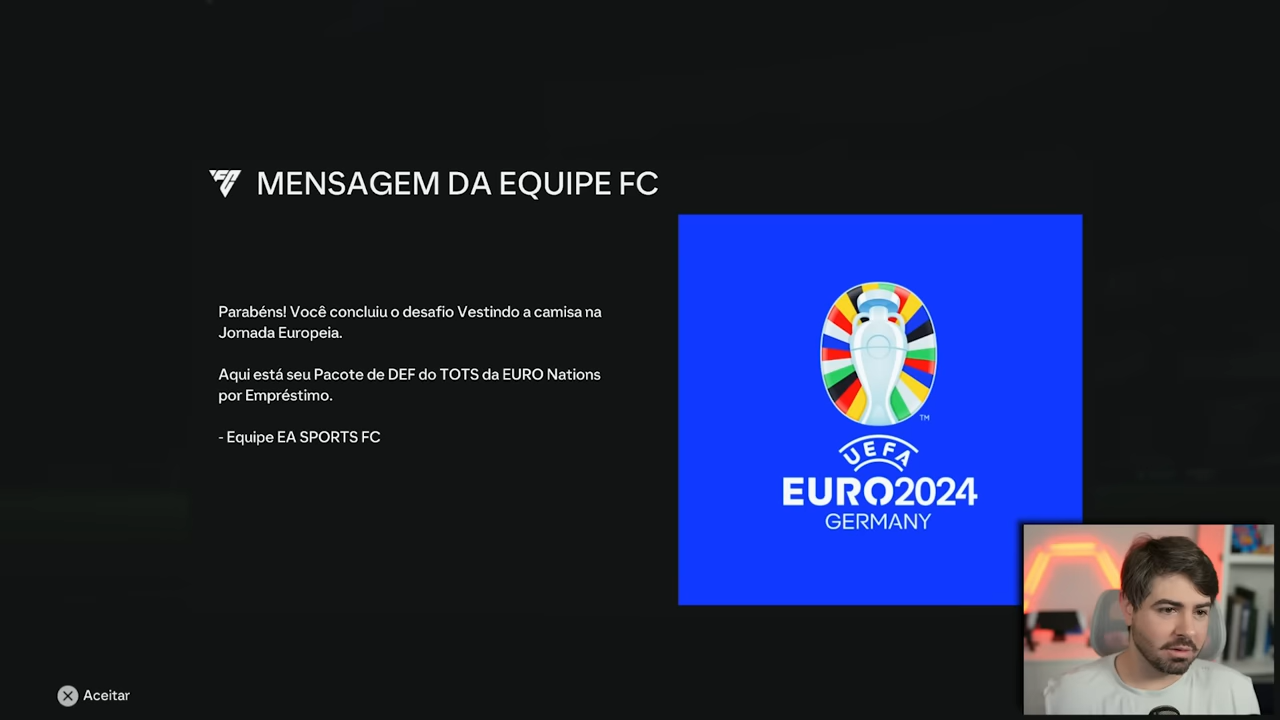 MENSAGEM DA EQUIPE FC
Parabéns! Você concluiu o desafio Vestindo a camisa na
Jornada Europeia.
Aqui está seu Pacote de DEF do TOTS da EURO Nations
por Empréstimo.
- Equipe EA SPORTS FC
TM
UEFA
EURO2024
GERMANY
Aceitar